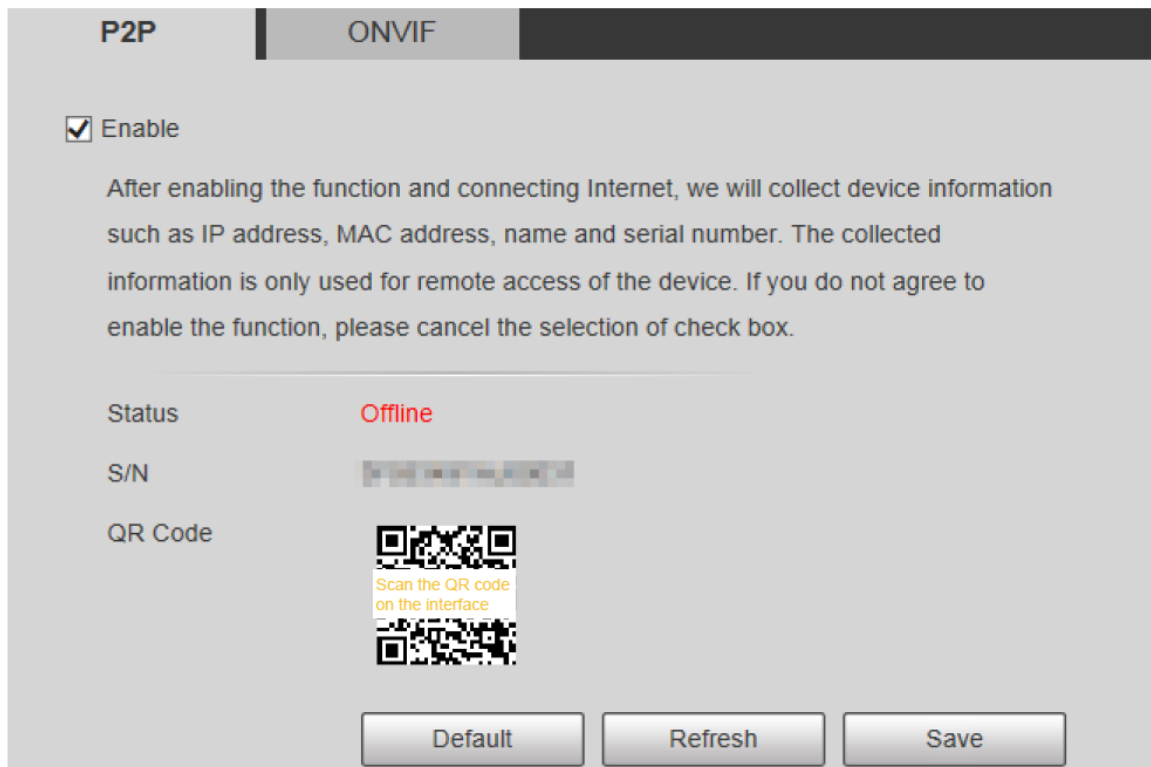 P2P ONVIF
Enable
After enabling the function and connecting Internet, we will collect device information
such as IP address, MAC address, name and serial number. The collected
information is only used for remote access of the device. If you do not agree to
enable the function, please cancel the selection of check box.
Status Offline
S/N
QR Code
Scan the QR code
on the interface
Default Refresh Save